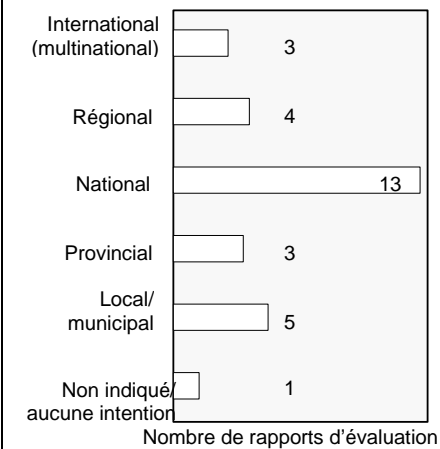 International
(multinational)
3
Régional
4
National
13
Provincial
3
Local/
municipal
5
Non indiqué/
aucune intention
1
Nombre de rapports d'évaluation